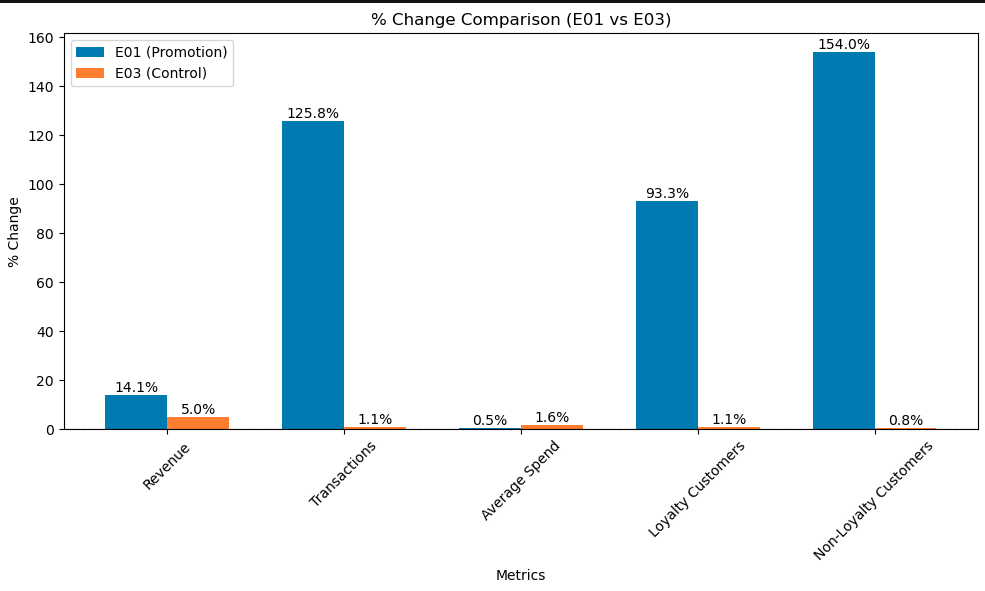 % Change Comparison (E01 vs E03)
E01 (Promotion)
E03 (Control)
% Change
160
140
120
100
80
60
40
20
0
14.1%
5.0%
125.8%
1.1%
0.5%
1.6%
93.3%
1.1%
154.0%
0.8%
Revenue
Transactions
Average Spend
Loyalty Customers
Non-Loyalty Customers
Metrics